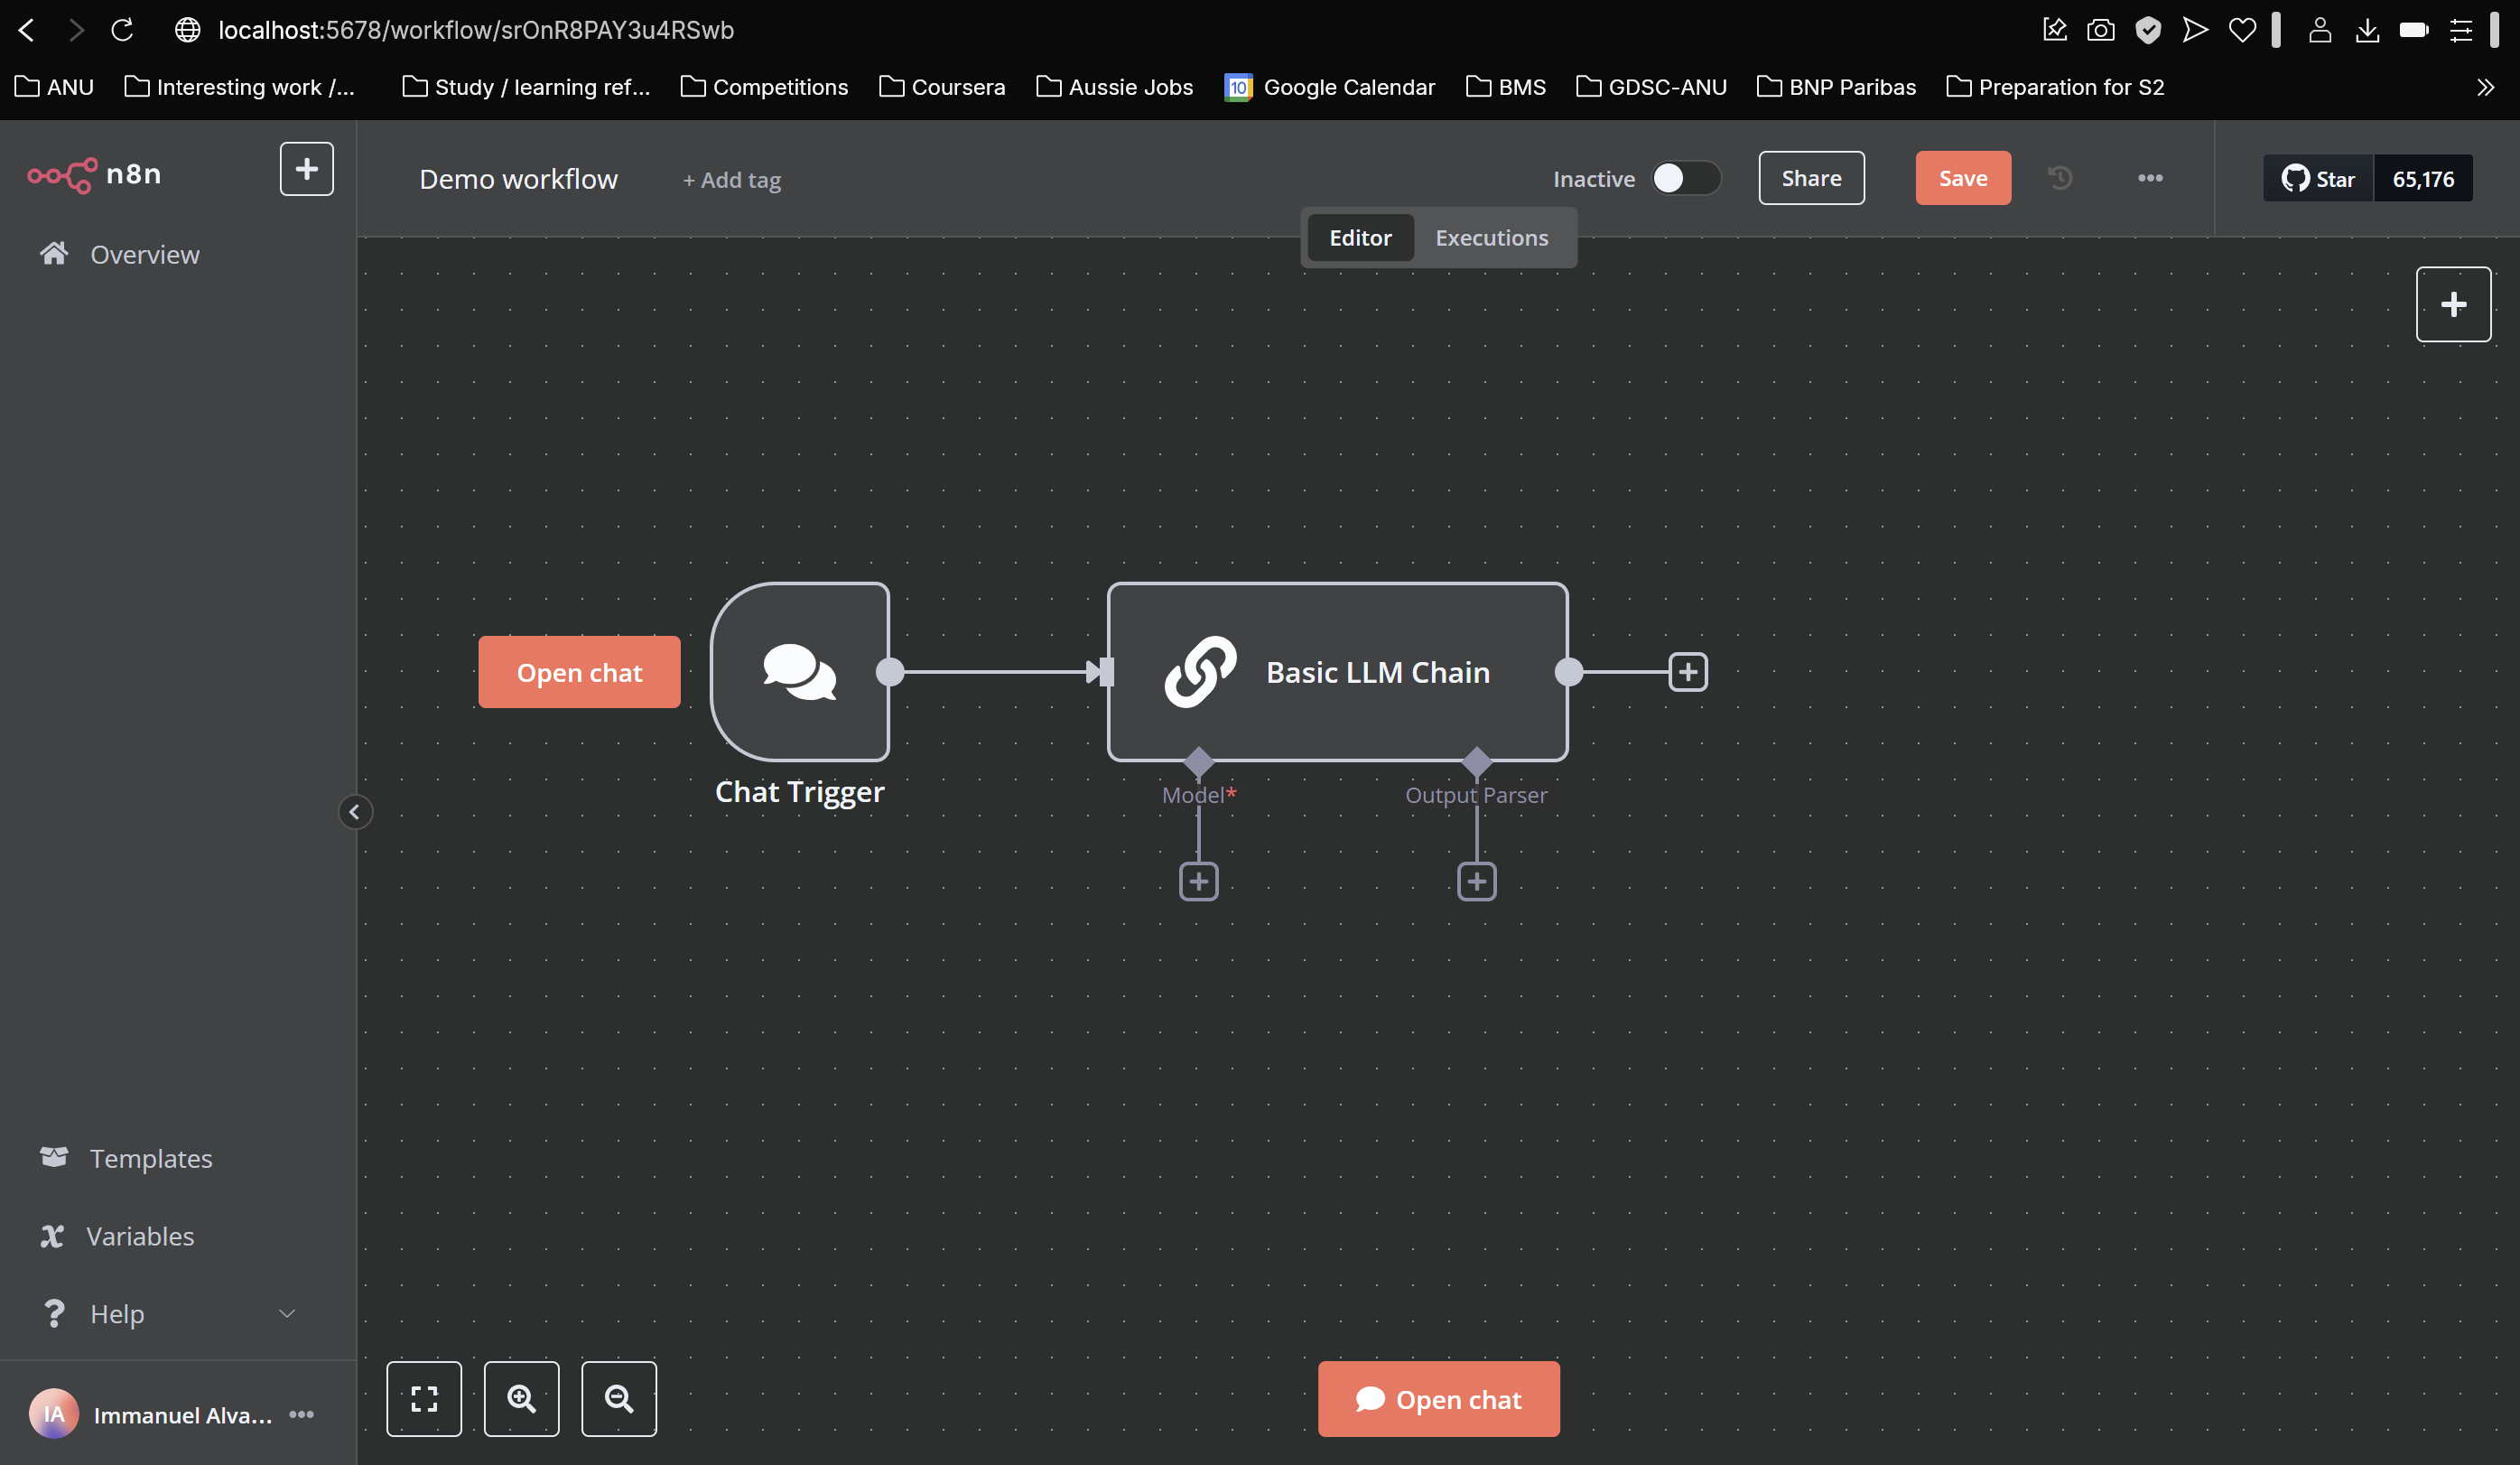 localhost:5678/workflow/srOnR8PAY3u4RSwb
ANU Interesting work /... Study / learning ref... Competitions Coursera Aussie Jobs 10 Google Calendar BMS GDSC-ANU BNP Paribas Preparation for S2
n8n
Demo workflow + Add tag Inactive Share Save Star 65,176
Editor Executions
Overview
Open chat
Basic LLM Chain
Chat Trigger
Model* Output Parser
Templates
Variables
Help
IA Immanuel Alva...
Open chat